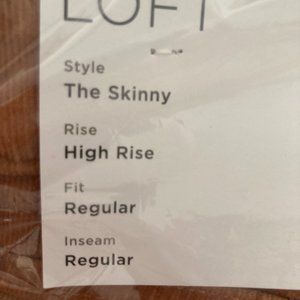 LOFT
Style
The Skinny
Rise
High Rise
Fit
Regular
Inseam
Regular